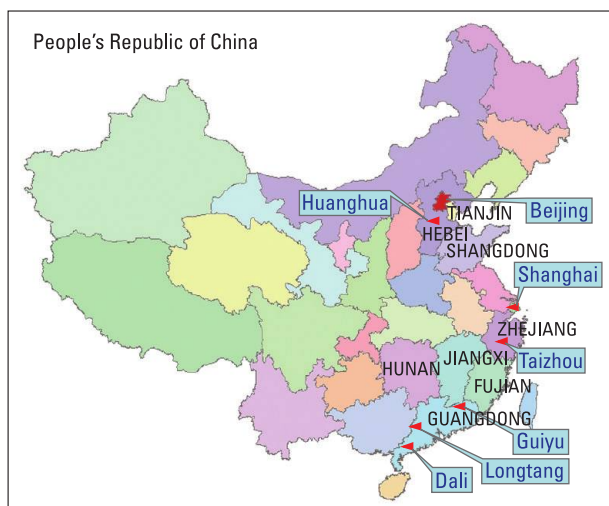 People's Republic of China
Huanghua
TIANJIN
Beijing
HEBEI
SHANGDONG
Shanghai
ZHEJIANG
Taizhou
JIANGXI
HUNAN
FUJIAN
GUANGDONG
Guiyu
Longtang
Dali